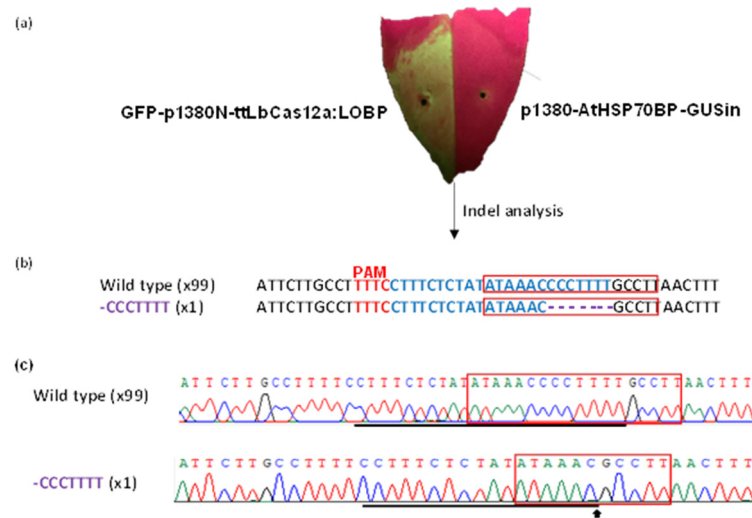 (a)
GFP-p1380N-ttLbCas12a:LOBP
p1380-AtHSP70BP-GUSin
Indel analysis
(b)
PAM
Wild type (x99) ATTCTTGCCTTTTCCTTTCTCTATATAAACCCCTTTTGCCTTAACTTT
-CCCTTTT (x1) ATTCTTGCCTTTTCCTTTCTCTATATAAAC-------GCCTTAACTTT
(c)
ATTCTTGCCTTTTCCTTTCTCTATATAAACCCCTTTTGCCTTAACTTT
Wild type (x99)
ATTCTTGCCTTTTCCTTTCTCTATATAAACGCCTTAACTTT
-CCCTTTT (x1)